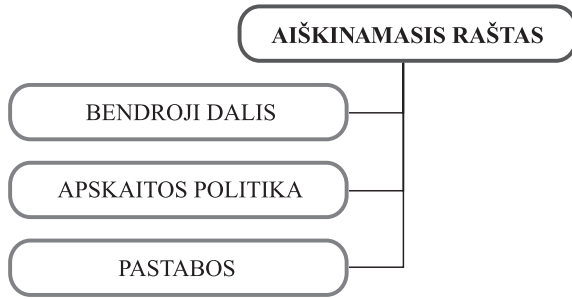 AIŠKINAMASIS RAŠTAS
BENDROJI DALIS
APSKAITOS POLITIKA
PASTABOS